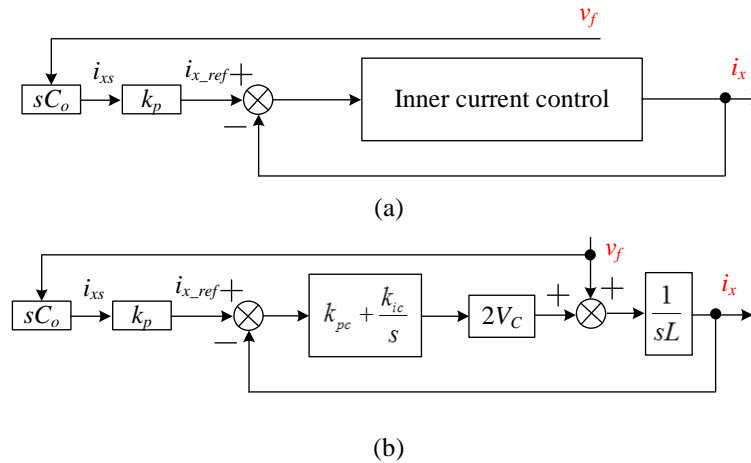 v_f
i_xs
i_x_ref +
i_x
sC_o
k_p
−
Inner current control
(a)
v_f
i_xs
i_x_ref +
+
+
i_x
sC_o
k_p
−
k_pc + k_ic/s
2V_C
1/sL
(b)